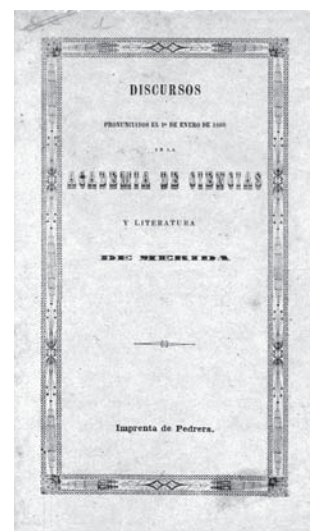 DISCURSOS
PRONUNCIADOS EL 1º DE ENERO DE
EN LA
ACADEMIA DE CIENCIAS
Y LITERATURA
DE MERIDA
Imprenta de Pedrera.